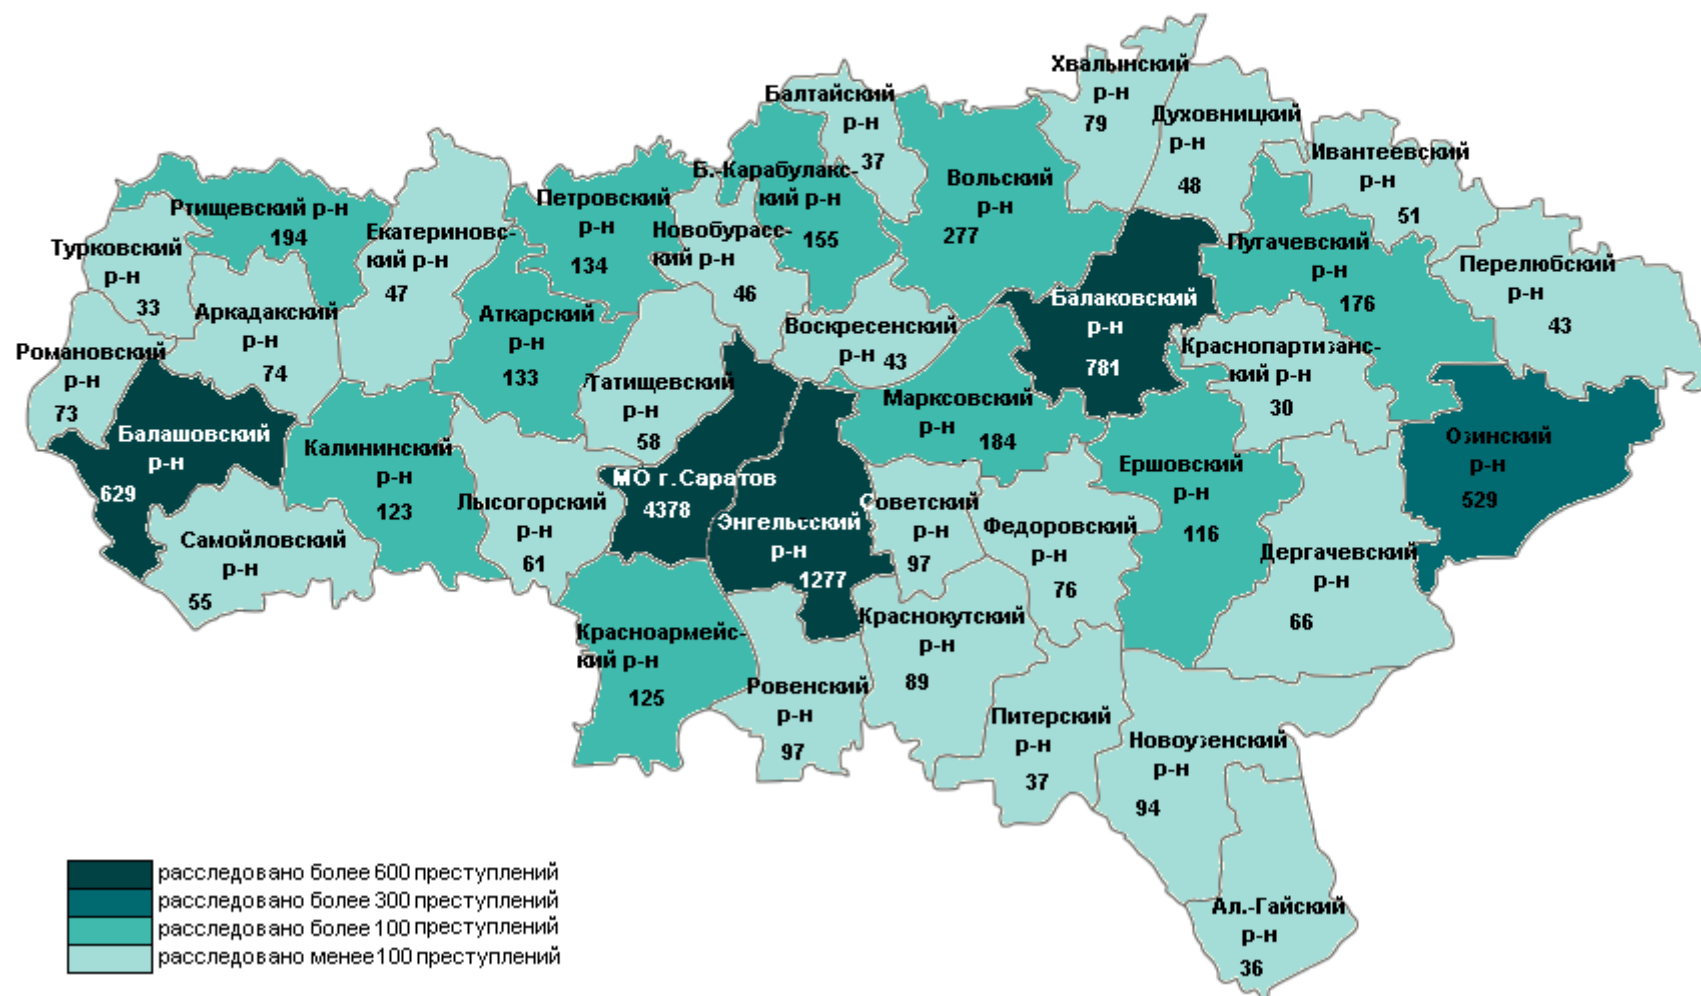 Хвалынский
р-н
79
Балтайский
р-н
37
Духовницкий
р-н
48
Ивантеевский
р-н
51
Б.-Карабулакс-
кий р-н
155
Вольский
р-н
277
Петровский
р-н
134
Ртищевский р-н
194
Екатериновс-
кий р-н
47
Турковский
р-н
33
Новобурасс-
кий р-н
46
Пугачевский
р-н
176
Перелюбский
р-н
43
Балаковский
р-н
781
Аркадакский
р-н
74
Аткарский
р-н
133
Воскресенский
р-н 43
Краснопартизанс-
кий р-н
30
Романовский
р-н
73
Татищевский
р-н
58
Марксовский
р-н
184
Балашовский
р-н
629
Калининский
р-н
123
Озинский
р-н
529
Ершовский
р-н
116
МО г.Саратов
4378
Лысогорский
р-н
61
Энгельсский
р-н
1277
Советский
р-н
97
Федоровский
р-н
76
Самойловский
р-н
55
Дергачевский
р-н
66
Красноармейс-
кий р-н
125
Краснокутский
р-н
89
Ровенский
р-н
97
Питерский
р-н
37
Новоузенский
р-н
94
Ал.-Гайский
р-н
36
расследовано более 600 преступлений
расследовано более 300 преступлений
расследовано более 100 преступлений
расследовано менее 100 преступлений